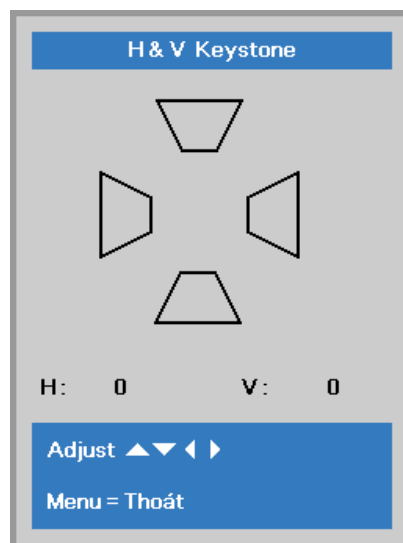 H & V Keystone
H: 0 V: 0
Adjust ▲▼◀ ▶
Menu = Thoát